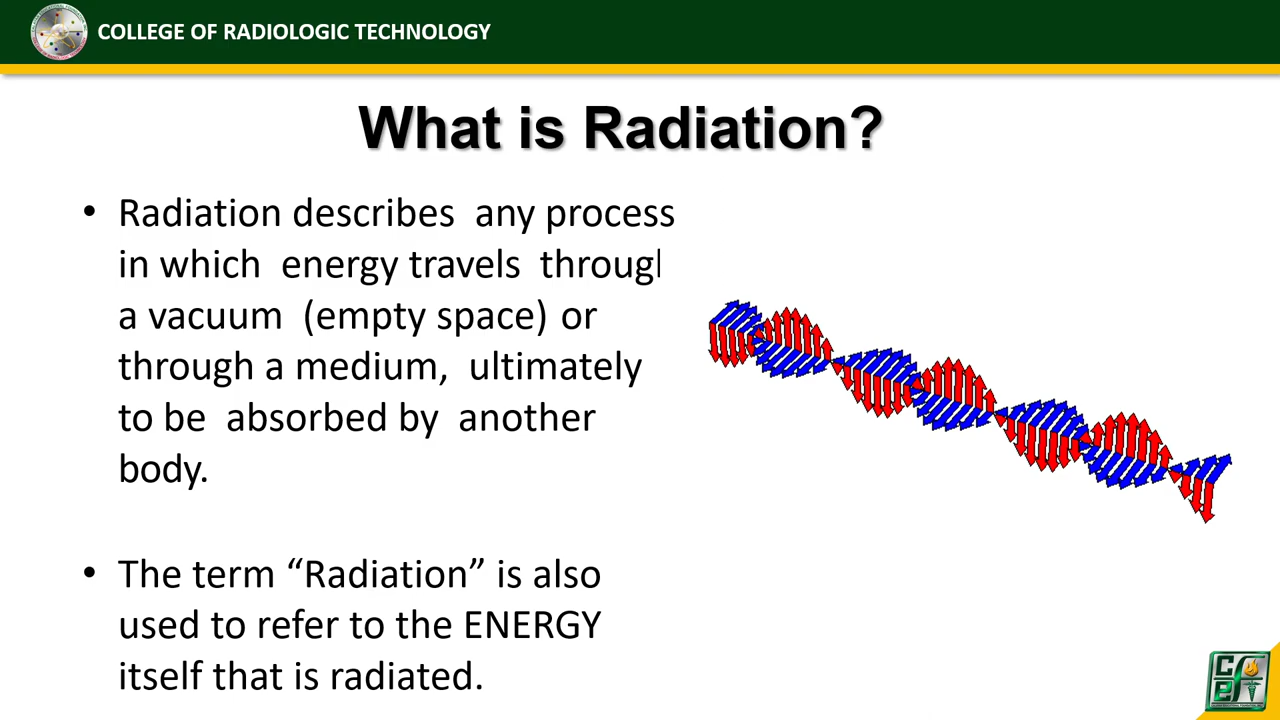 COLLEGE OF RADIOLOGIC TECHNOLOGY
What is Radiation?
• Radiation describes any process
in which energy travels through
a vacuum (empty space) or
through a medium, ultimately
to be absorbed by another
body.
• The term “Radiation” is also
used to refer to the ENERGY
itself that is radiated.